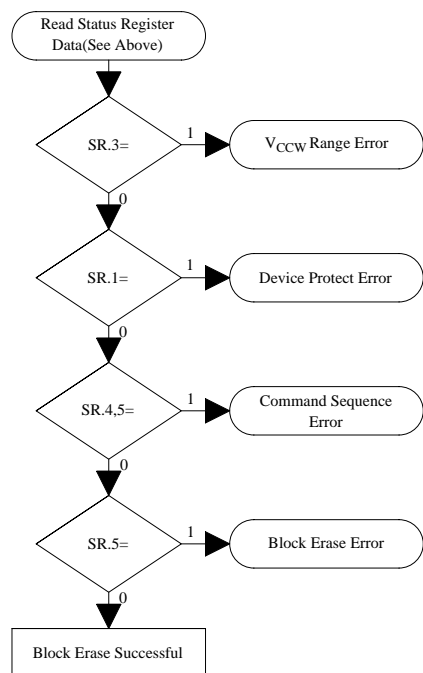 Read Status Register
Data(See Above)
SR.3=
1
VCCW Range Error
0
SR.1=
1
Device Protect Error
0
SR.4,5=
1
Command Sequence
Error
0
SR.5=
1
Block Erase Error
0
Block Erase Successful